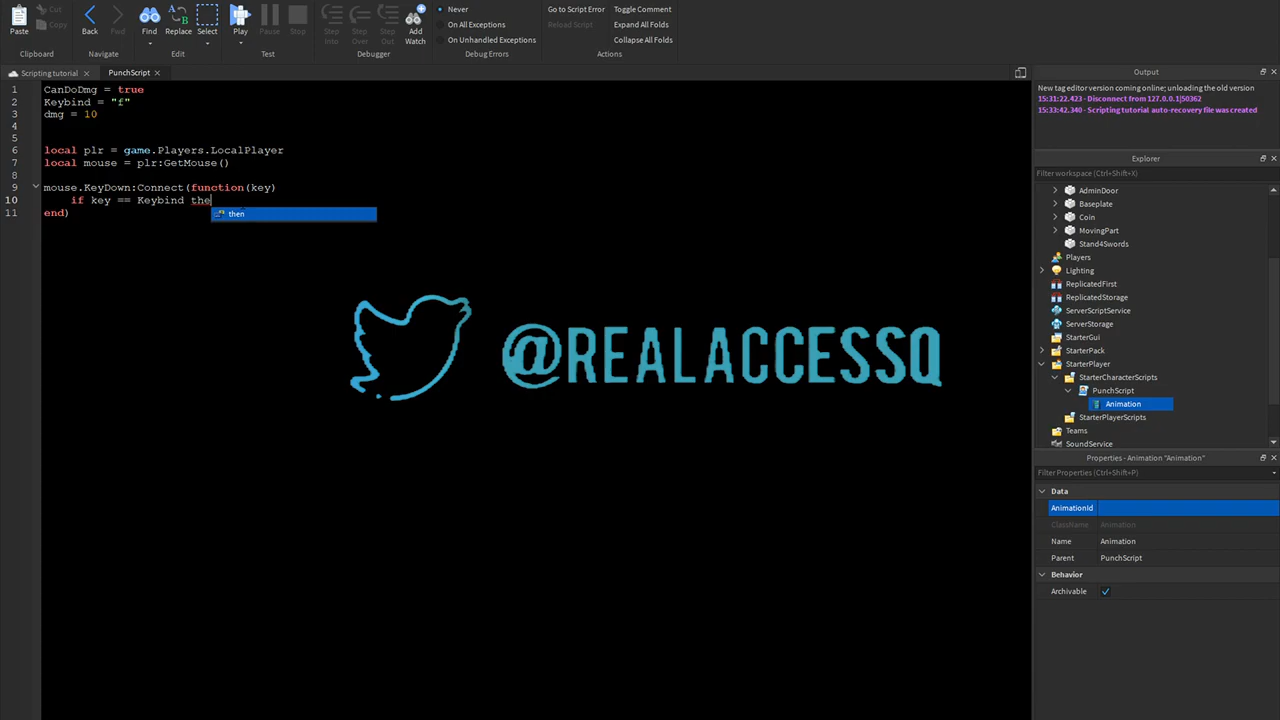 Cut
Copy
Paste
Clipboard
Back
Fwd
Navigate
Find
Replace
Select
Edit
Play
Pause
Stop
Test
Step Into
Step Over
Step Out
Add Watch
Debugger
Never
On All Exceptions
On Unhandled Exceptions
Debug Errors
Go to Script Error
Reload Script
Toggle Comment
Expand All Folds
Collapse All Folds
Actions
Scripting tutorial
PunchScript
1 CanDoDmg = true
2 Keybind = "f"
3 dmg = 10
4
5
6 local plr = game.Players.LocalPlayer
7 local mouse = plr:GetMouse()
8
9 mouse.KeyDown:Connect(function(key)
10 if key == Keybind the
then
11 end)
@REALACCESSQ
Output
New tag editor version coming online; unloading the old version
15:31:22.423 - Disconnect from 127.0.0.1|50362
15:33:42.340 - Scripting tutorial auto-recovery file was created
Explorer
Filter workspace (Ctrl+Shift+X)
AdminDoor
Baseplate
Coin
MovingPart
Stand4Swords
Players
Lighting
ReplicatedFirst
ReplicatedStorage
ServerScriptService
ServerStorage
StarterGui
StarterPack
StarterPlayer
StarterCharacterScripts
PunchScript
Animation
StarterPlayerScripts
Teams
SoundService
Properties - Animation "Animation"
Filter Properties (Ctrl+Shift+P)
Data
AnimationId
ClassName Animation
Name Animation
Parent PunchScript
Behavior
Archivable